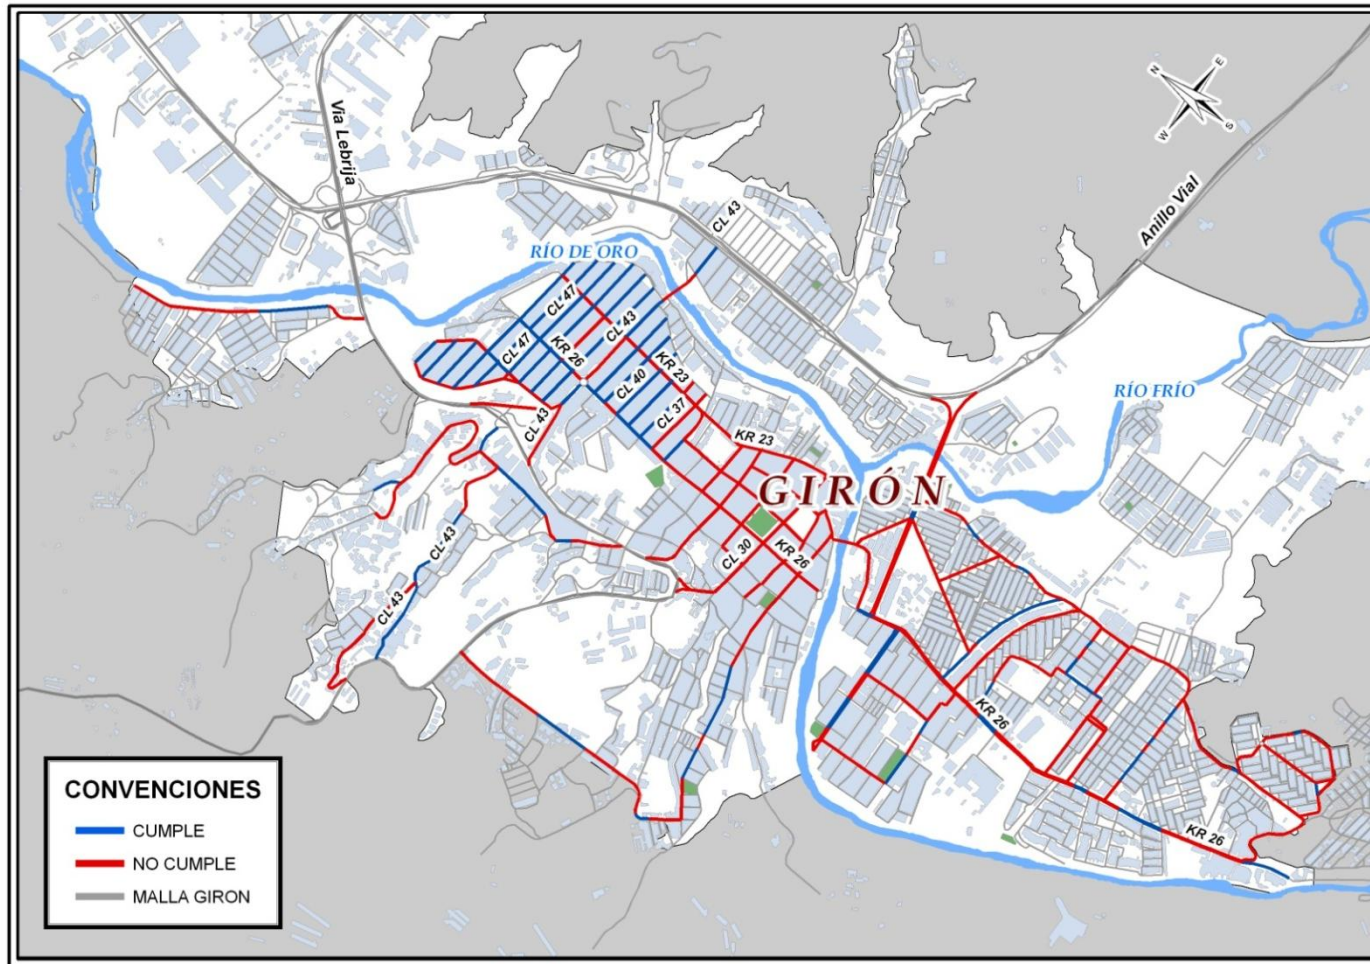 N
E
W
S
Via Lebrija
CL 43
Anillo Vial
RÍO DE ORO
CL 47
CL 43
CL 47
KR 26
KR 23
CL 40
RÍO FRÍO
CL 37
CL 43
KR 23
GIRÓN
CL 43
CL 30
KR 26
CL 43
KR 26
KR 26
CONVENCIONES
CUMPLE
NO CUMPLE
MALLA GIRON